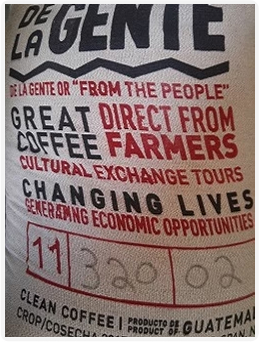 DE
LA GENTE
DE LA GENTE OR "FROM THE PEOPLE"
GREAT DIRECT FROM
COFFEE FARMERS
CULTURAL EXCHANGE TOURS
CHANGING LIVES
GENERATING ECONOMIC OPPORTUNITIES
11 320 02
CLEAN COFFEE | PRODUCTO DE
PRODUCT OF GUATEMA
CROP/COSECHA